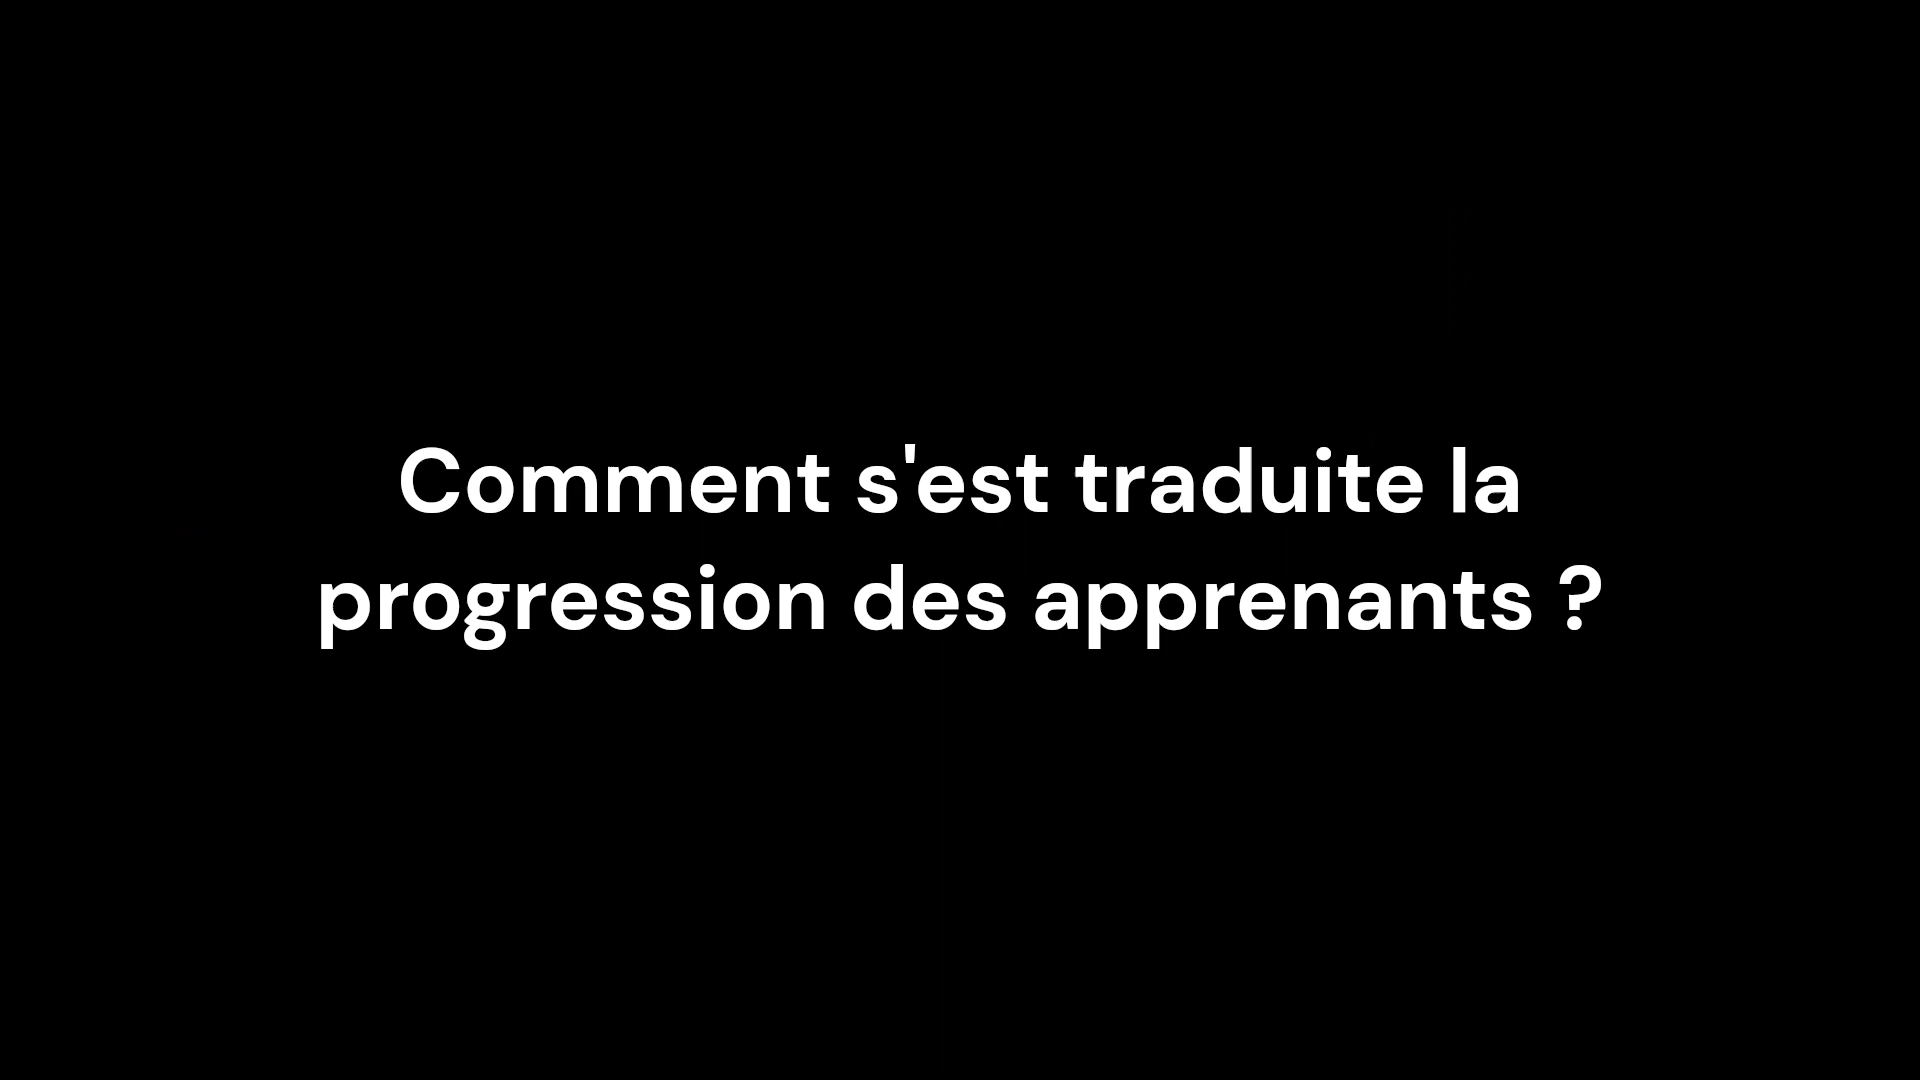 Comment s'est traduite la
progression des apprenants ?